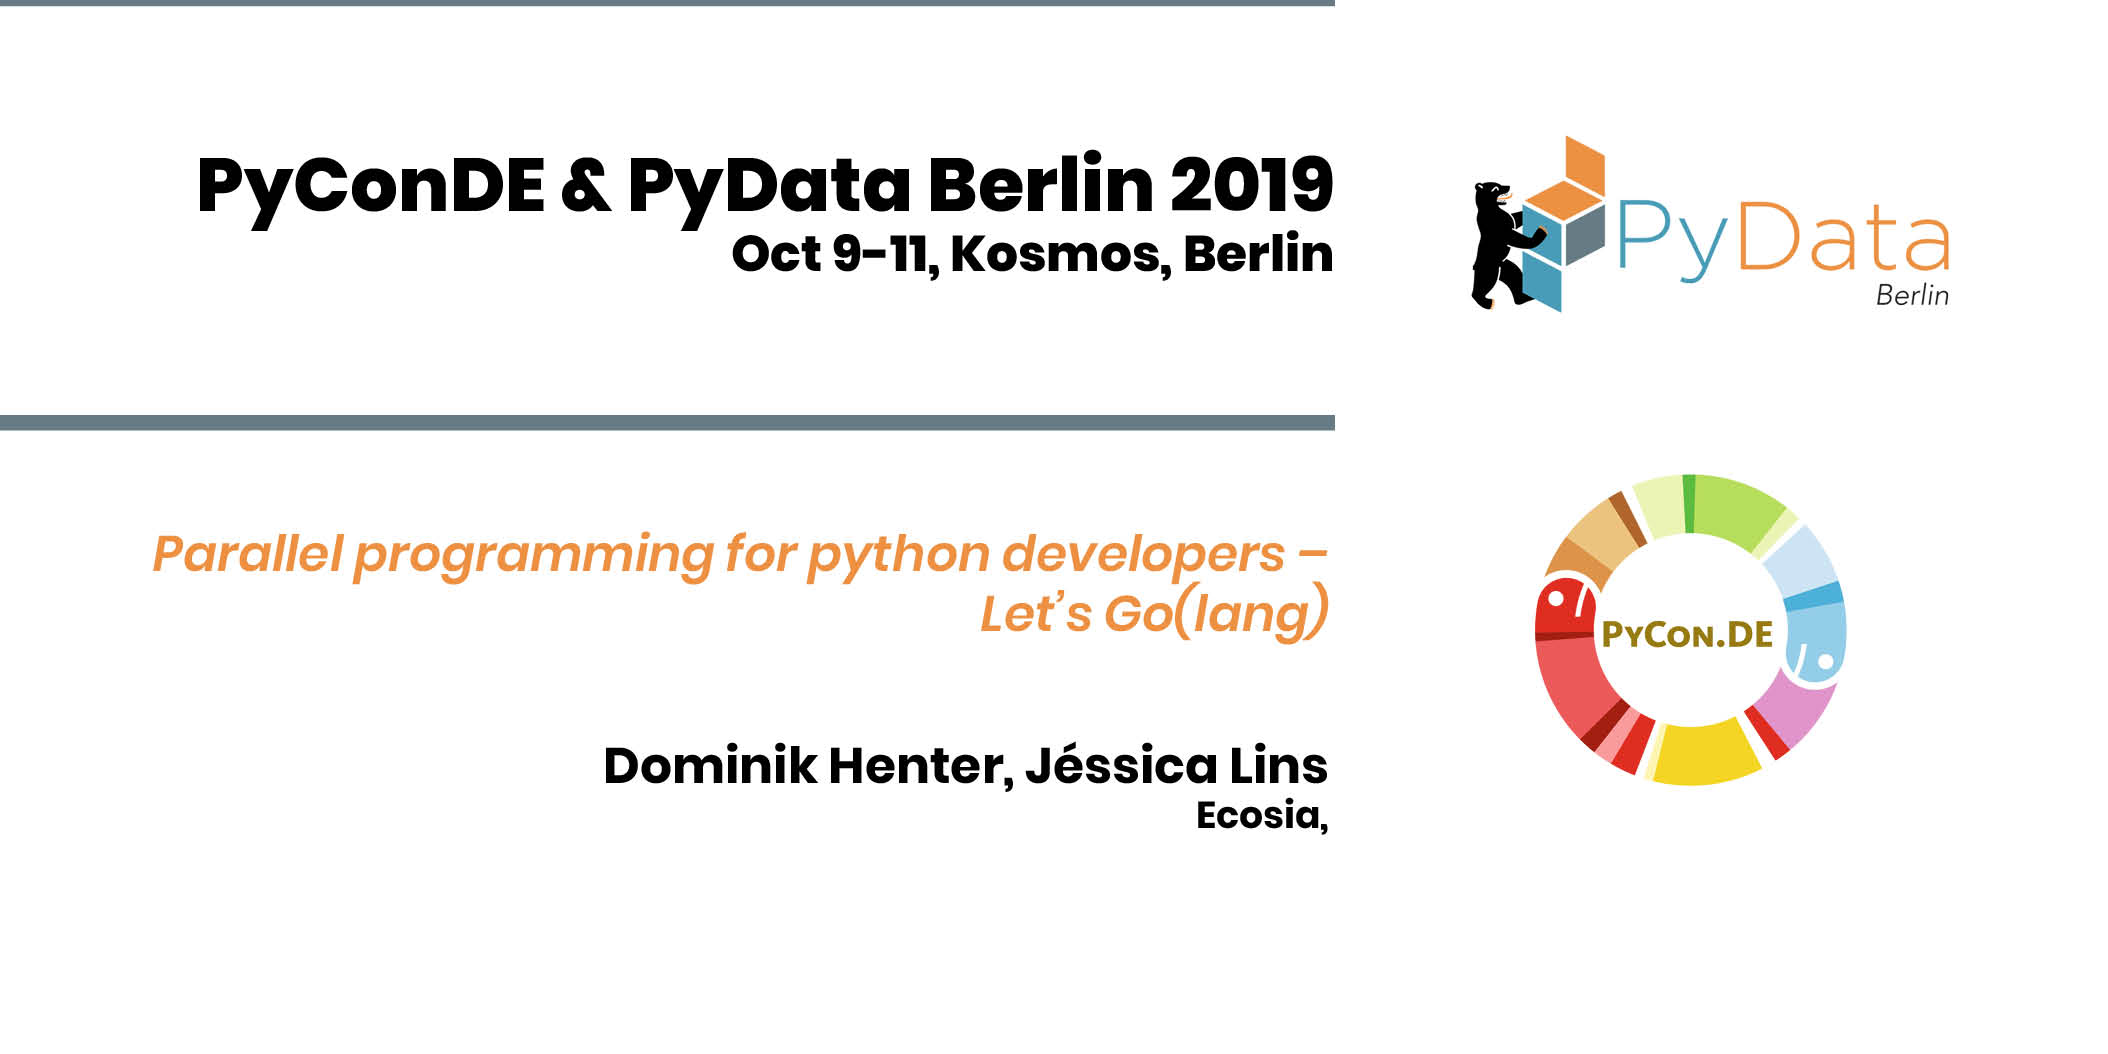 PyConDE & PyData Berlin 2019
Oct 9-11, Kosmos, Berlin
PyData
Berlin
Parallel programming for python developers –
Let's Go(lang)
PyCon.DE
Dominik Henter, Jéssica Lins
Ecosia,